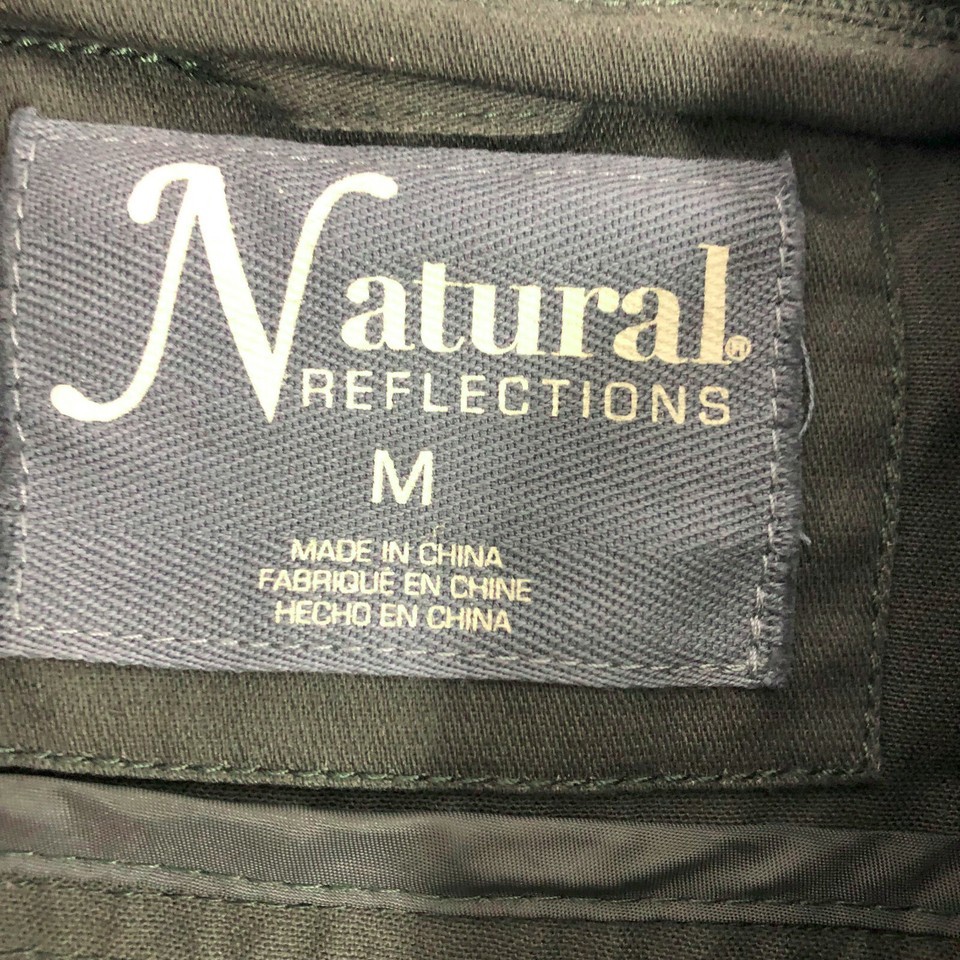 Natural®
REFLECTIONS
M
MADE IN CHINA
FABRIQUÉ EN CHINE
HECHO EN CHINA